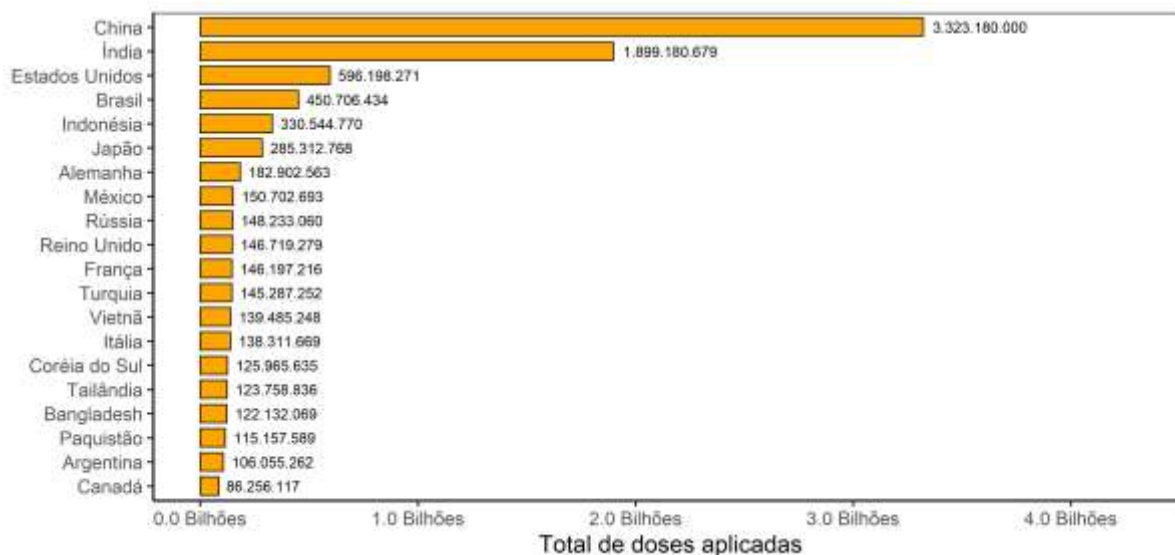 China 3.323.180.000
Índia 1.899.180.679
Estados Unidos 596.198.271
Brasil 450.706.434
Indonésia 330.544.770
Japão 285.312.768
Alemanha 182.902.563
México 150.702.693
Rússia 148.233.060
Reino Unido 146.719.279
França 146.197.216
Turquia 145.287.252
Vietnã 139.485.248
Itália 138.311.669
Coréia do Sul 125.965.635
Tailândia 123.758.836
Bangladesh 122.132.069
Paquistão 115.157.589
Argentina 106.055.262
Canadá 86.256.117
0.0 Bilhões 1.0 Bilhões 2.0 Bilhões 3.0 Bilhões 4.0 Bilhões
Total de doses aplicadas